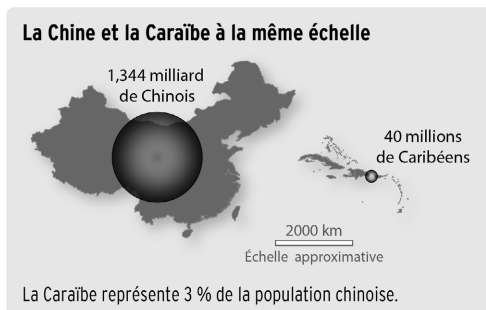 La Chine et la Caraïbe à la même échelle
1,344 milliard
de Chinois
40 millions
de Caribéens
2000 km
Échelle approximative
La Caraïbe représente 3 % de la population chinoise.